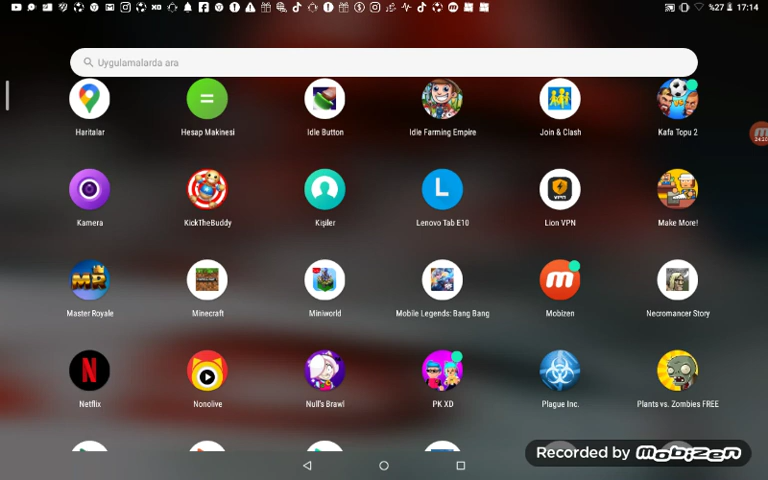 %27 17:14
Uygulamalarda ara
Haritalar Hesap Makinesi Idle Button Idle Farming Empire Join & Clash Kafa Topu 2
24:20
Kamera KickTheBuddy Kişiler Lenovo Tab E10 Lion VPN Make More!
Master Royale Minecraft Miniworld Mobile Legends: Bang Bang Mobizen Necromancer Story
Netflix Nonolive Null's Brawl PK XD Plague Inc. Plants vs. Zombies FREE
Recorded by MOBIZEN